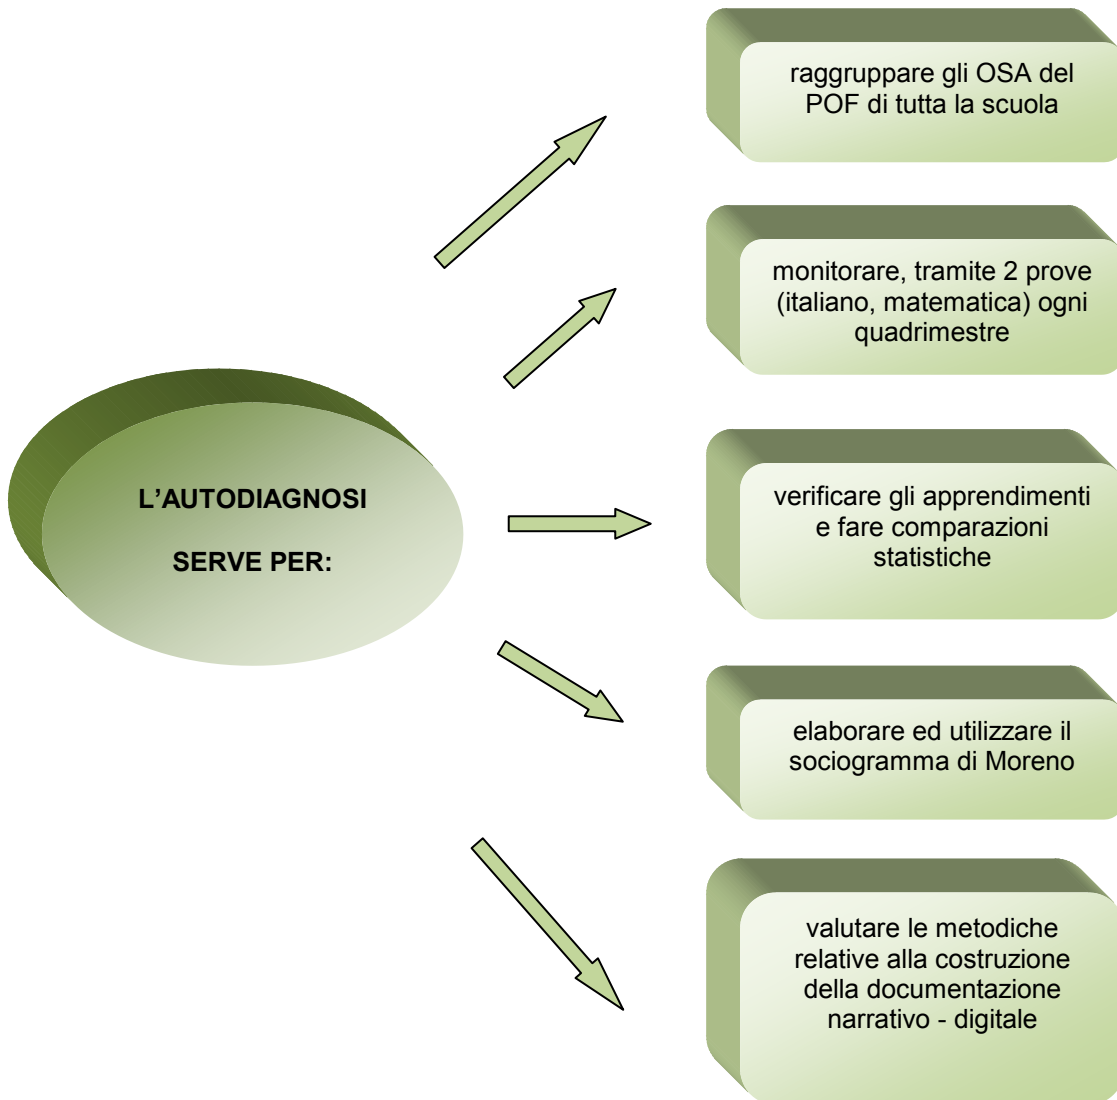 raggruppare gli OSA del
POF di tutta la scuola
monitorare, tramite 2 prove
(italiano, matematica) ogni
quadrimestre
L’AUTODIAGNOSI
SERVE PER:
verificare gli apprendimenti
e fare comparazioni
statistiche
elaborare ed utilizzare il
sociogramma di Moreno
valutare le metodiche
relative alla costruzione
della documentazione
narrativo - digitale